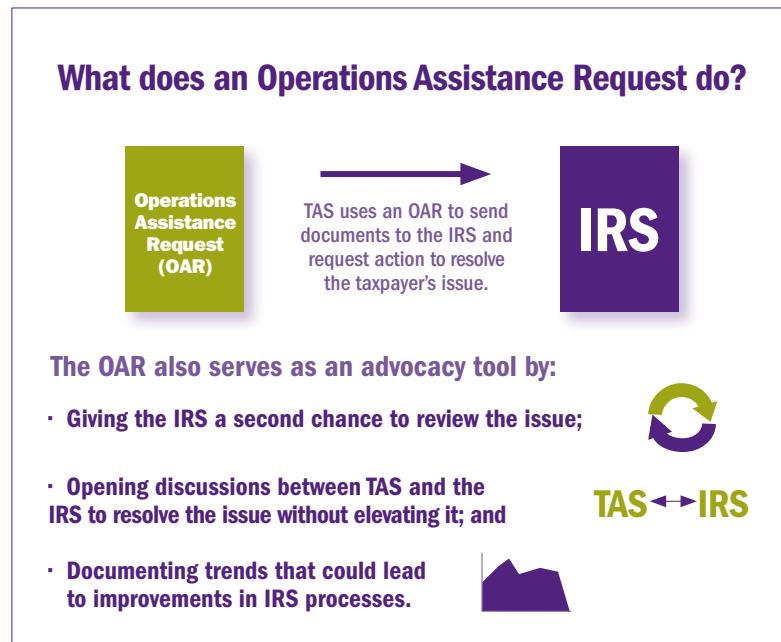 What does an Operations Assistance Request do?
Operations
Assistance
Request
(OAR)
TAS uses an OAR to send
documents to the IRS and
request action to resolve
the taxpayer’s issue.
IRS
The OAR also serves as an advocacy tool by:
· Giving the IRS a second chance to review the issue;
· Opening discussions between TAS and the
IRS to resolve the issue without elevating it; and
TAS IRS
· Documenting trends that could lead
to improvements in IRS processes.